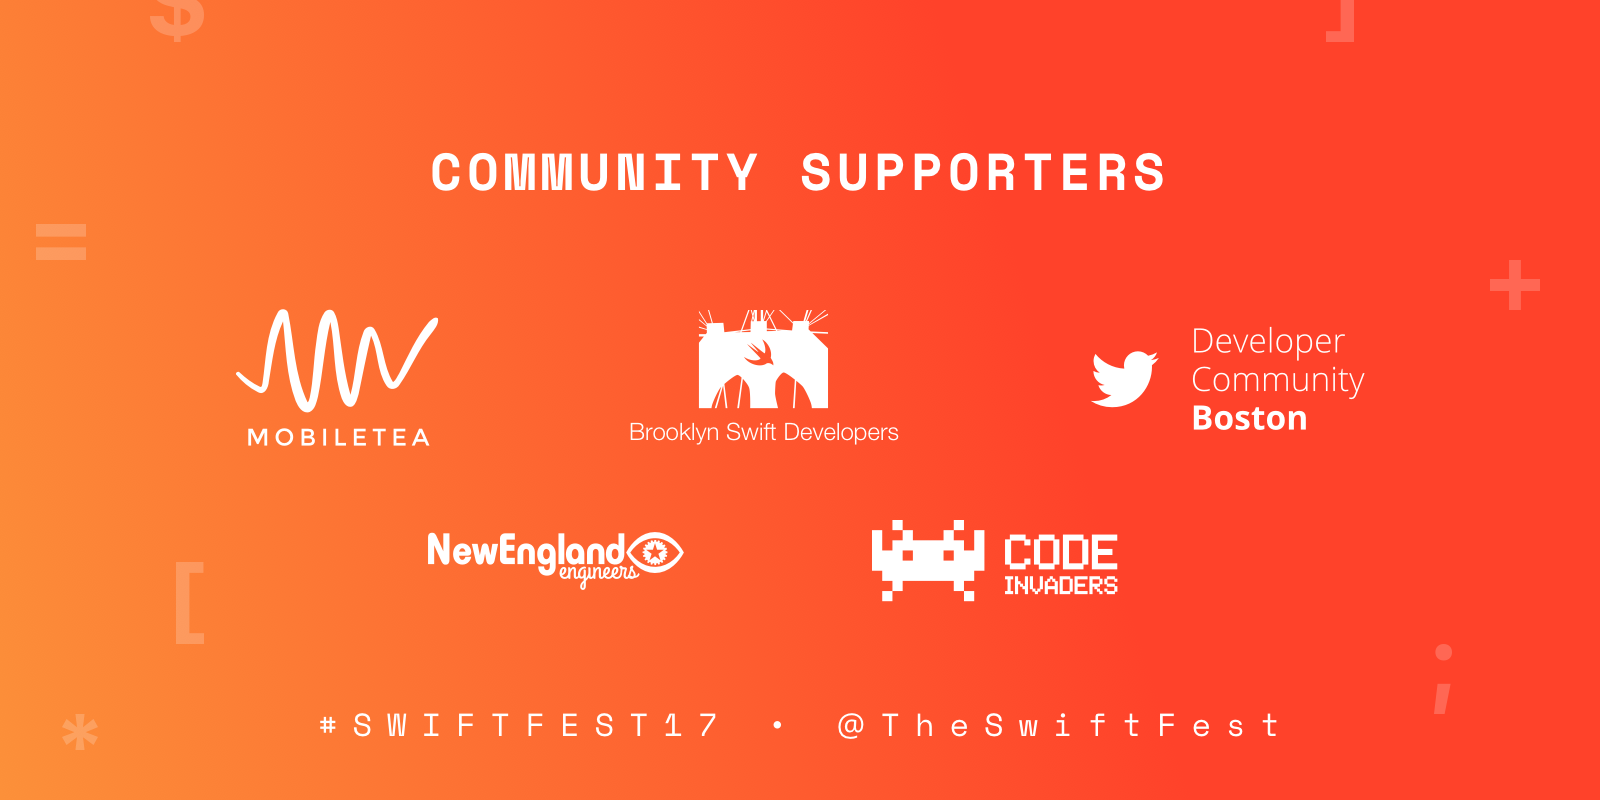 $
]
COMMUNITY SUPPORTERS
=
+
MOBILETEA
Brooklyn Swift Developers
Developer
Community
Boston
NewEngland
engineers
CODE
INVADERS
[
;
*
#SWIFTFEST17 • @TheSwiftFest